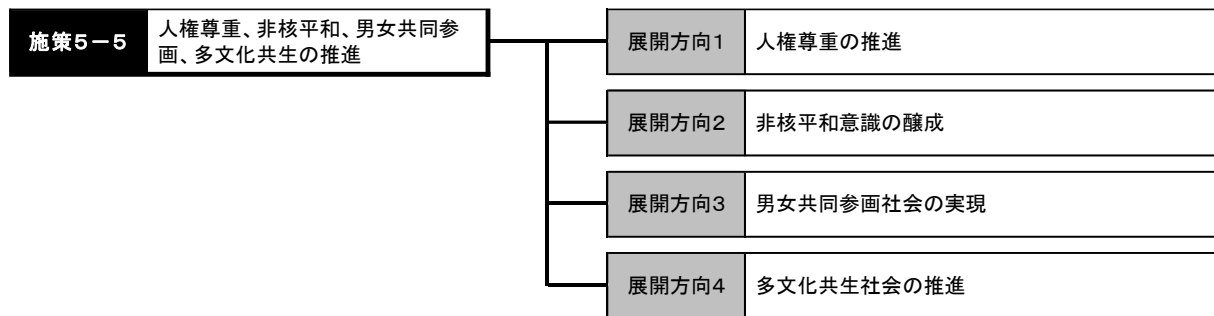 施策5－5
人権尊重、非核平和、男女共同参
画、多文化共生の推進
展開方向1
人権尊重の推進
展開方向2
非核平和意識の醸成
展開方向3
男女共同参画社会の実現
展開方向4
多文化共生社会の推進